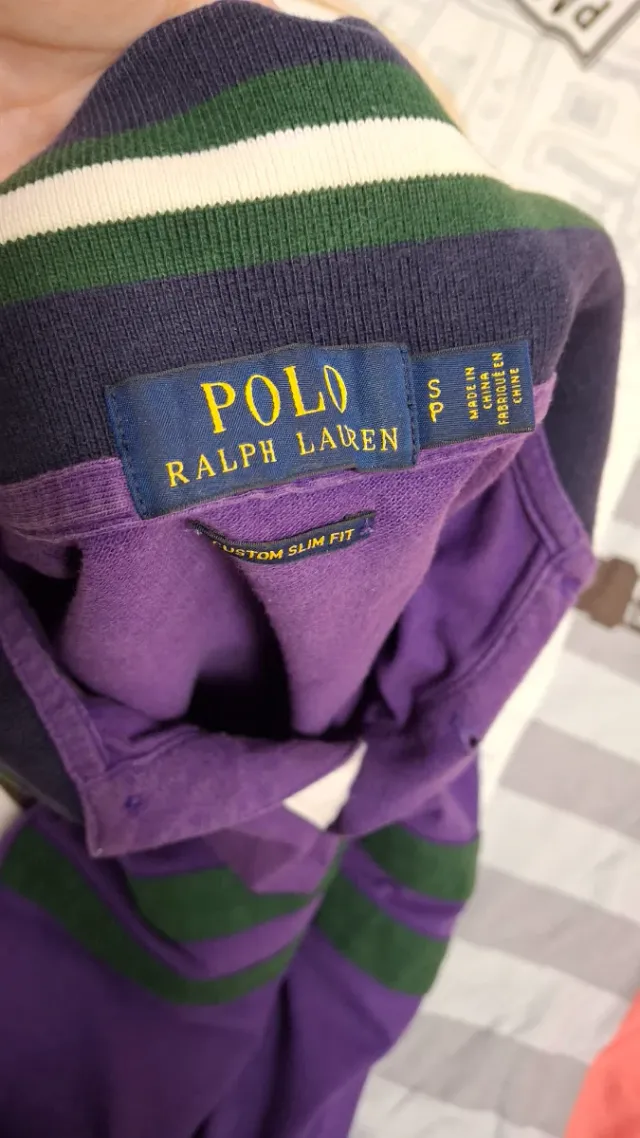 POLO
RALPH LAUREN
S
P
MADE IN
CHINA
FABRIQUÉ EN
CHINE
CUSTOM SLIM FIT